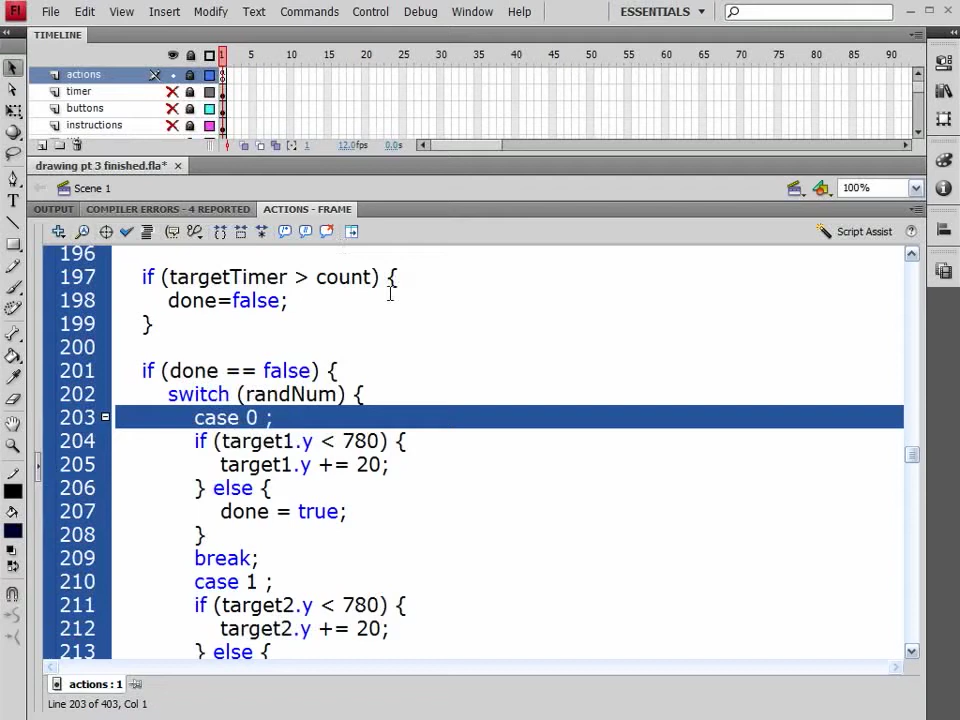 Fl File Edit View Insert Modify Text Commands Control Debug Window Help ESSENTIALS
TIMELINE
1 5 10 15 20 25 30 35 40 45 50 55 60 65 70 75 80 85 90
actions
timer
buttons
instructions
1 12.0fps 0.0s
drawing pt 3 finished.fla*
Scene 1 100%
OUTPUT COMPILER ERRORS - 4 REPORTED ACTIONS - FRAME
Script Assist
196
197 if (targetTimer > count) {
198 done=false;
199 }
200
201 if (done == false) {
202 switch (randNum) {
203 case 0 ;
204 if (target1.y < 780) {
205 target1.y += 20;
206 } else {
207 done = true;
208 }
209 break;
210 case 1 ;
211 if (target2.y < 780) {
212 target2.y += 20;
213 } else {
actions : 1
Line 203 of 403, Col 1